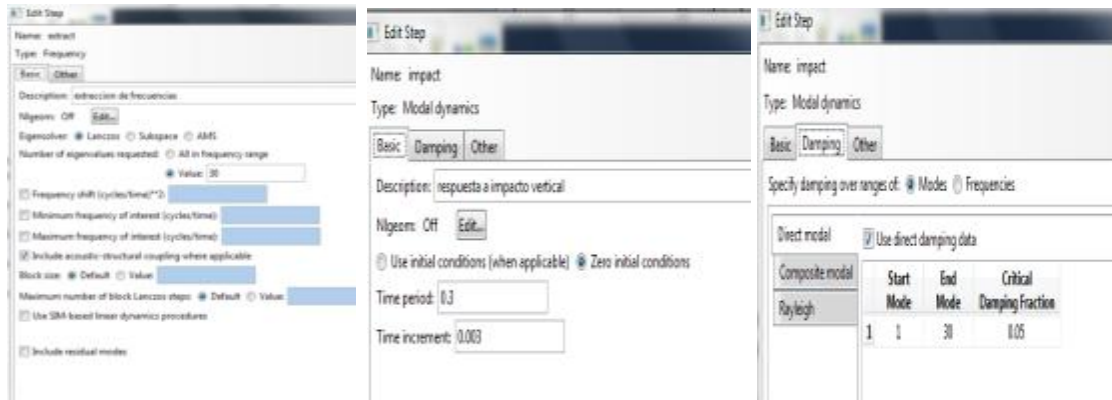 Edit Step
Name: extract
Type: Frequency
Basic Other
Description: extraccion de frecuencias
Nlgeom: Off Edit...
Eigensolver: Lanczos Subspace AMS
Number of eigenvalues requested: All in frequency range
Value: 30
Frequency shift (cycles/time)**2:
Minimum frequency of interest (cycles/time):
Maximum frequency of interest (cycles/time):
Include acoustic-structural coupling where applicable
Block size: Default Value:
Maximum number of block Lanczos steps: Default Value:
Use SIM-based linear dynamics procedures
Include residual modes
Edit Step
Name: impact
Type: Modal dynamics
Basic Damping Other
Description: respuesta a impacto vertical
Nlgeom: Off Edit...
Use initial conditions (when applicable) Zero initial conditions
Time period: 0.3
Time increment: 0.003
Edit Step
Name: impact
Type: Modal dynamics
Basic Damping Other
Specify damping over ranges of: Modes Frequencies
Direct modal
Composite modal
Rayleigh
Use direct damping data
Start Mode End Mode Critical Damping Fraction
1 1 30 0.05